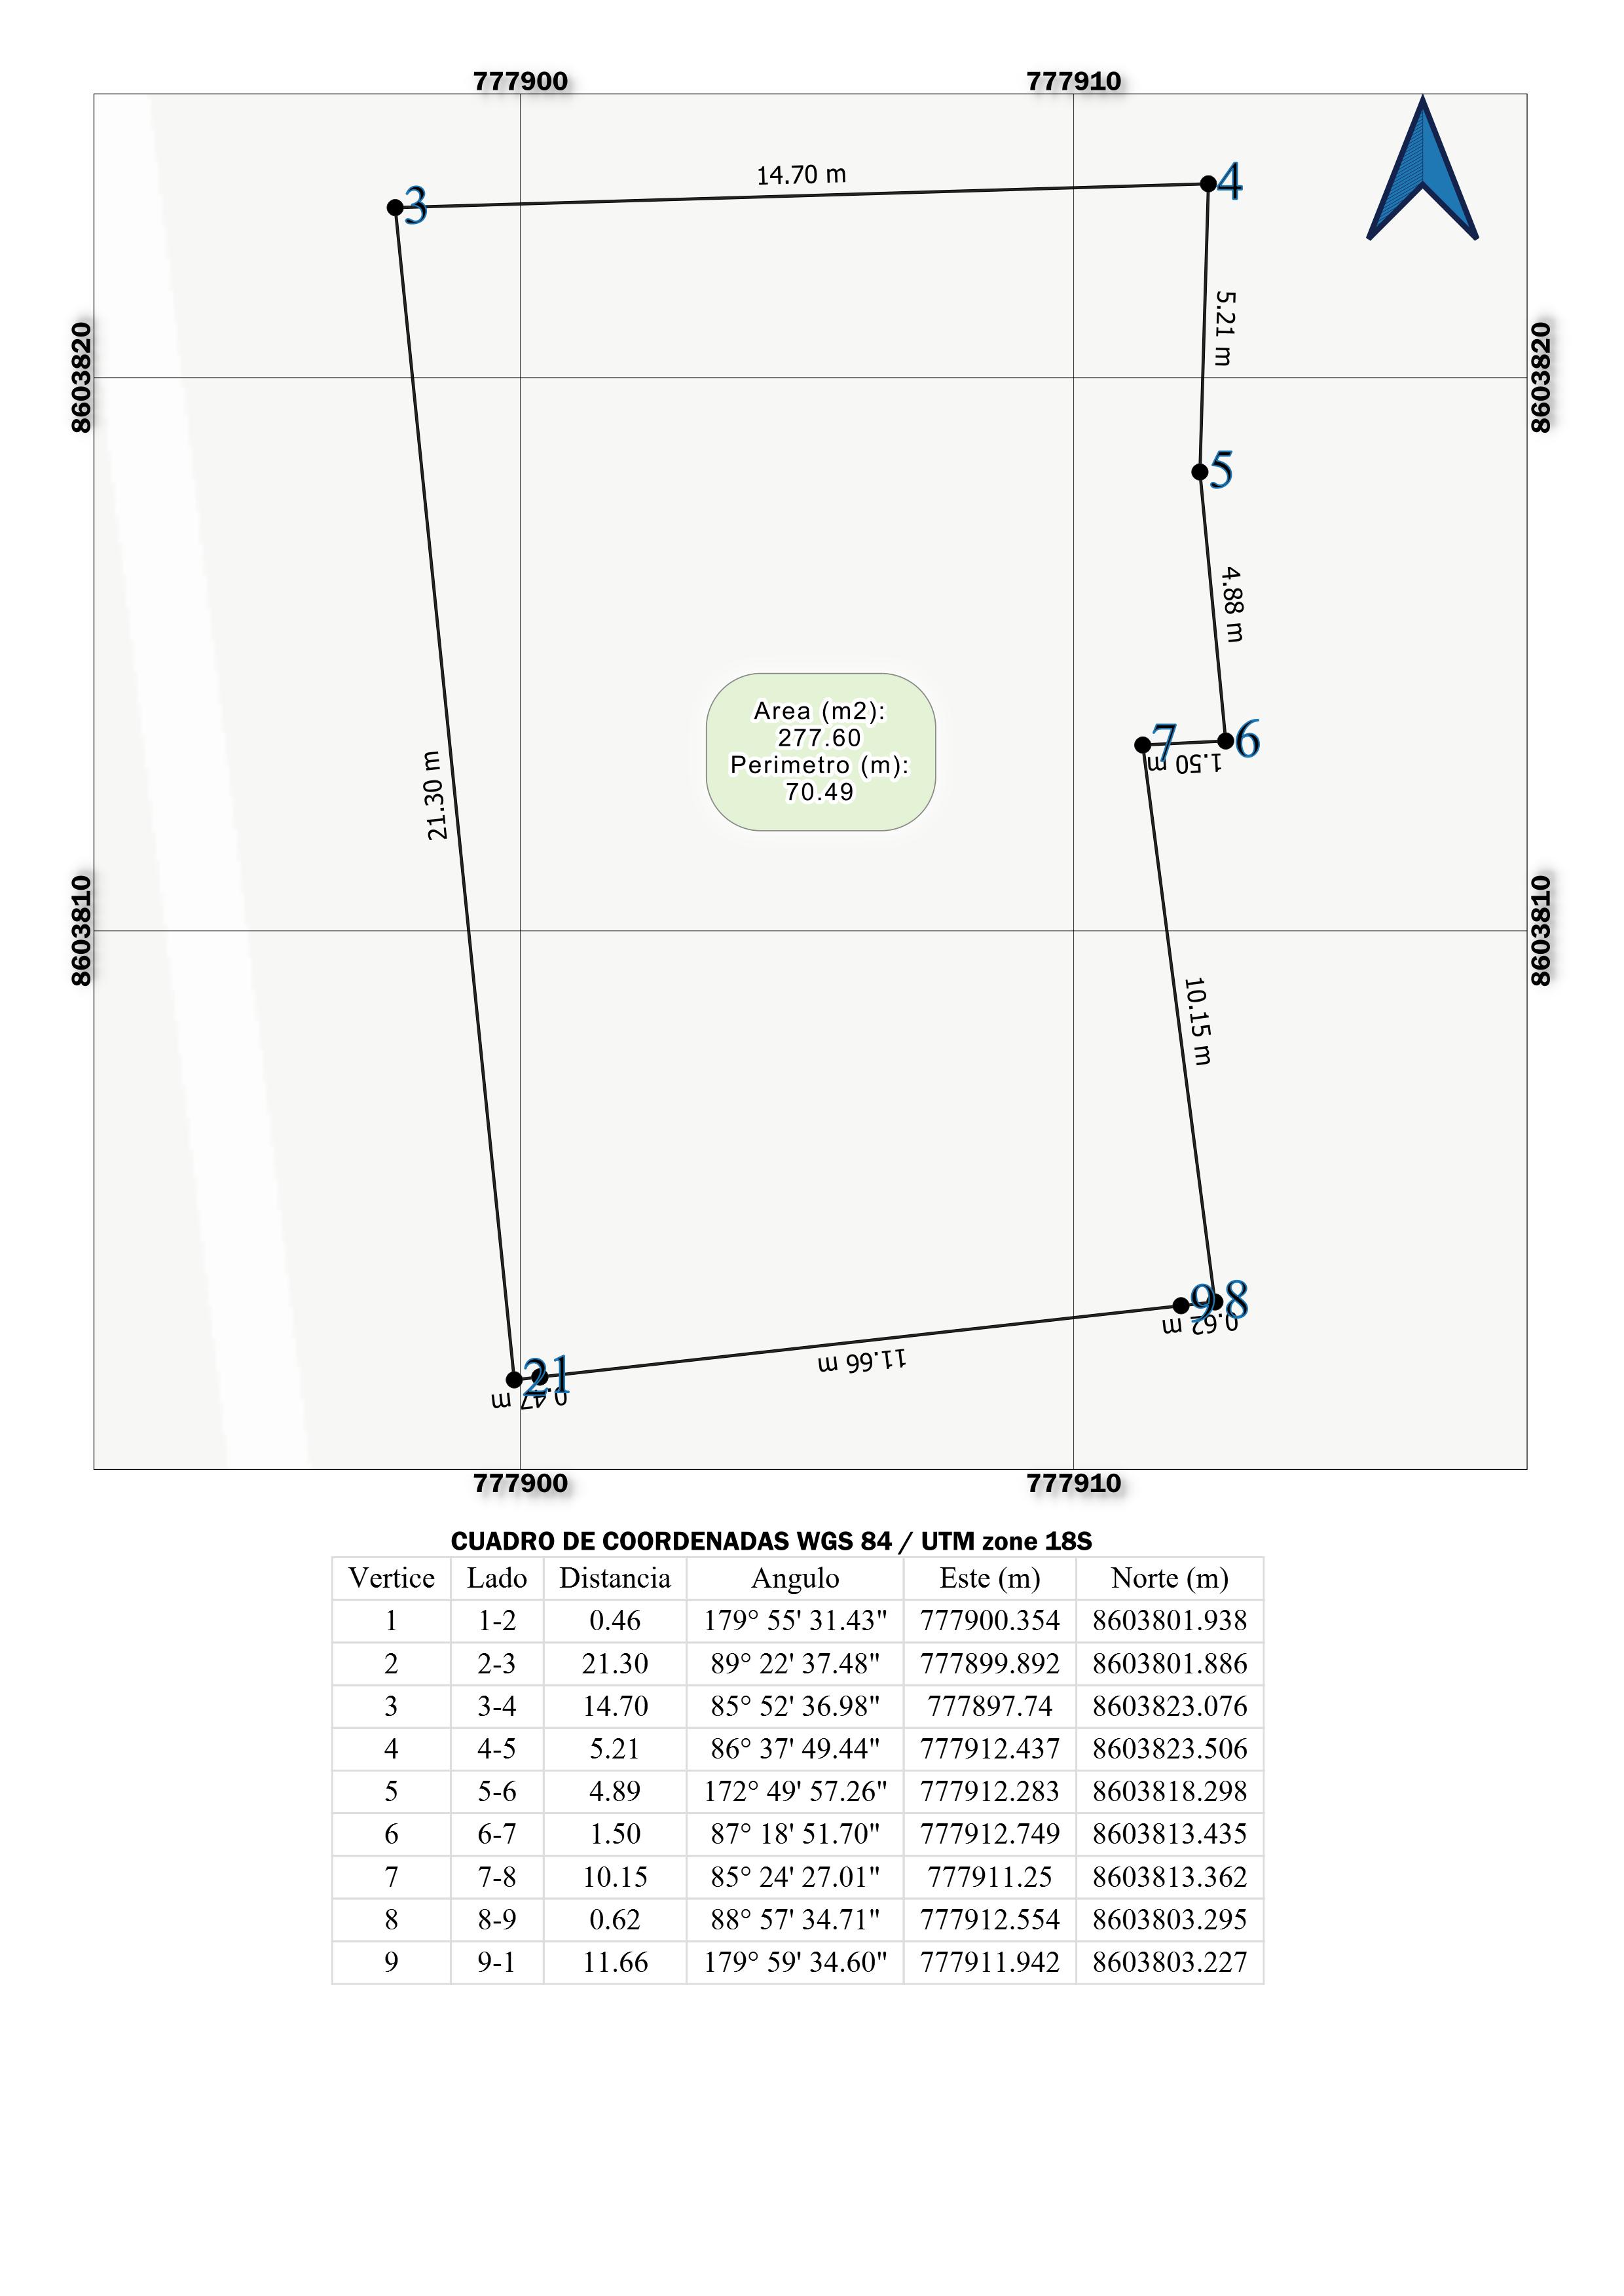 777900 777910
3 14.70 m 4
5.21 m
8603820 8603820
5
4.88 m
Area (m2):
277.60
Perimetro (m):
70.49
7 6
1.50 m
21.30 m
8603810 8603810
10.15 m
9 8
0.62 m
11.66 m
2 1
0.47 m
777900 777910
CUADRO DE COORDENADAS WGS 84 / UTM zone 18S
Vertice Lado Distancia Angulo Este (m) Norte (m)
1 1-2 0.46 179° 55' 31.43" 777900.354 8603801.938
2 2-3 21.30 89° 22' 37.48" 777899.892 8603801.886
3 3-4 14.70 85° 52' 36.98" 777897.74 8603823.076
4 4-5 5.21 86° 37' 49.44" 777912.437 8603823.506
5 5-6 4.89 172° 49' 57.26" 777912.283 8603818.298
6 6-7 1.50 87° 18' 51.70" 777912.749 8603813.435
7 7-8 10.15 85° 24' 27.01" 777911.25 8603813.362
8 8-9 0.62 88° 57' 34.71" 777912.554 8603803.295
9 9-1 11.66 179° 59' 34.60" 777911.942 8603803.227